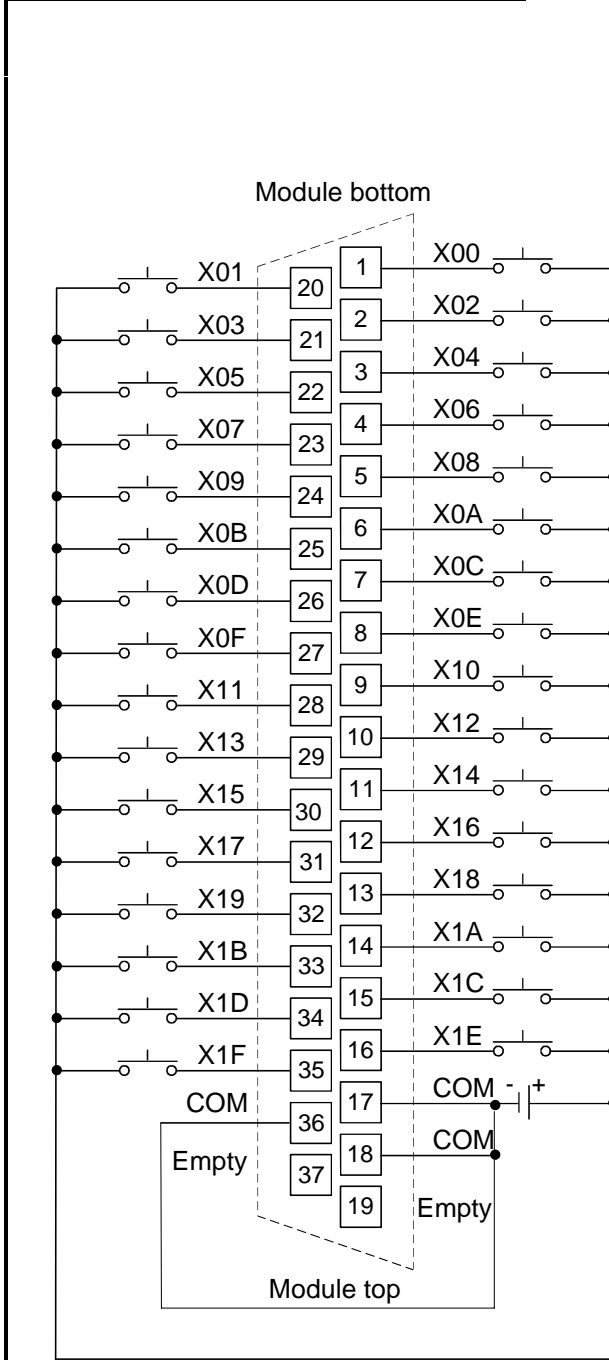 Module bottom
X01 20 1 X00
X03 21 2 X02
X05 22 3 X04
X07 23 4 X06
X09 24 5 X08
X0B 25 6 X0A
X0D 26 7 X0C
X0F 27 8 X0E
X11 28 9 X10
X13 29 10 X12
X15 30 11 X14
X17 31 12 X16
X19 32 13 X18
X1B 33 14 X1A
X1D 34 15 X1C
X1F 35 16 X1E
COM 36 17 COM - +
Empty 37 18 COM
19 Empty
Module top